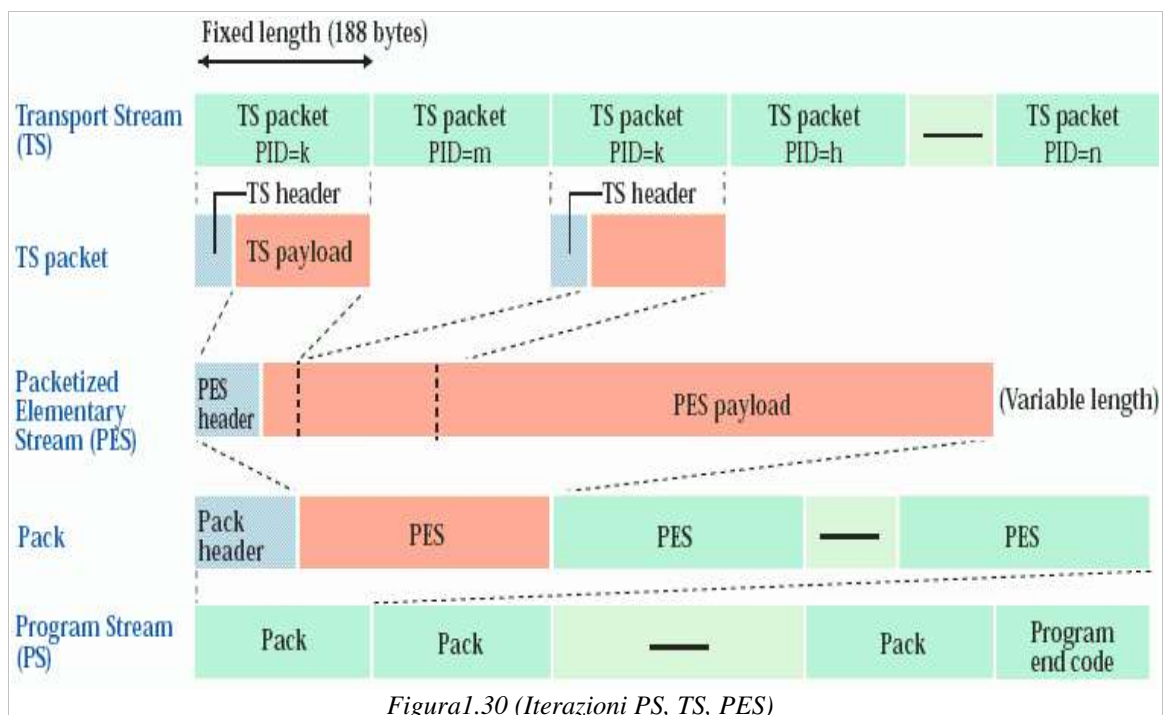 Fixed length (188 bytes)
Transport Stream
(TS)
TS packet
PID=k
TS packet
PID=m
TS packet
PID=k
TS packet
PID=h
TS packet
PID=n
TS header
TS header
TS packet
TS payload
Packetized
Elementary
Stream (PES)
PES
header
PES payload
(Variable length)
Pack
Pack
header
PES
PES
PES
Program Stream
(PS)
Pack
Pack
Pack
Program
end code
Figura1.30 (Iterazioni PS, TS, PES)